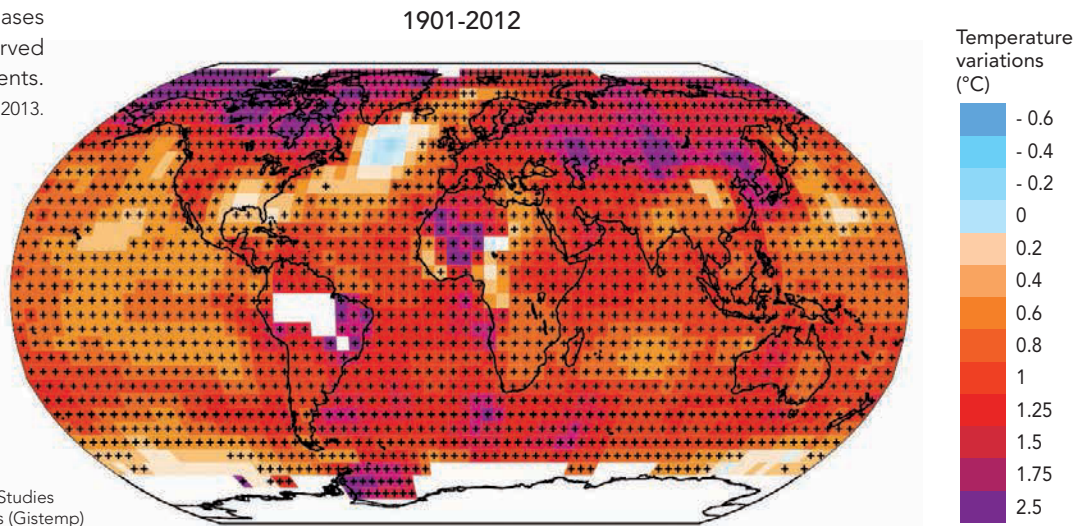 ases
rved
ents.
2013.
1901-2012
Temperature
variations
(°C)
- 0.6
- 0.4
- 0.2
0
0.2
0.4
0.6
0.8
1
1.25
1.5
1.75
2.5
Studies
s (Gistemp)